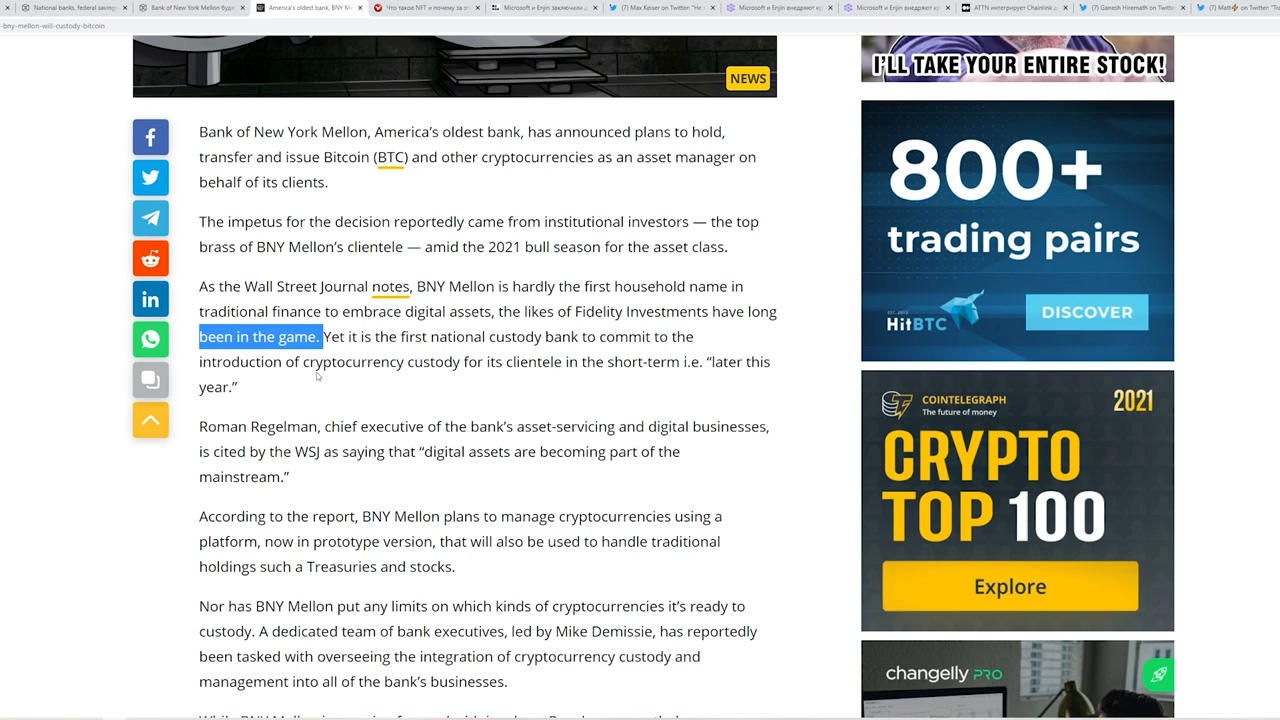 National banks, federal saving:
Bank of New York Mellon буд
America's oldest bank, BNY M
Что такое NFT и почему за э
Microsoft и Enjin заключили д
(7) Max Keiser on Twitter: "Не
Microsoft и Enjin внедряют к
Microsoft и Enjin внедряют к
ATTN интегрирует Chainlink д
(7) Ganesh Hiremath on Twitt
(7) Matt on Twitter: "To
-bny-mellon-will-custody-bitcoin
I'LL TAKE YOUR ENTIRE STOCK!
NEWS
Bank of New York Mellon, America's oldest bank, has announced plans to hold,
transfer and issue Bitcoin (BTC) and other cryptocurrencies as an asset manager on
behalf of its clients.
The impetus for the decision reportedly came from institutional investors — the top
brass of BNY Mellon's clientele — amid the 2021 bull season for the asset class.
As the Wall Street Journal notes, BNY Mellon is hardly the first household name in
traditional finance to embrace digital assets, the likes of Fidelity Investments have long
been in the game. Yet it is the first national custody bank to commit to the
introduction of cryptocurrency custody for its clientele in the short-term i.e. “later this
year.”
Roman Regelman, chief executive of the bank's asset-servicing and digital businesses,
is cited by the WSJ as saying that “digital assets are becoming part of the
mainstream.”
According to the report, BNY Mellon plans to manage cryptocurrencies using a
platform, now in prototype version, that will also be used to handle traditional
holdings such a Treasuries and stocks.
Nor has BNY Mellon put any limits on which kinds of cryptocurrencies it's ready to
custody. A dedicated team of bank executives, led by Mike Demissie, has reportedly
been tasked with overseeing the integration of cryptocurrency custody and
management into all of the bank's businesses.
800+
trading pairs
HitBTC
DISCOVER
COINTELEGRAPH
The future of money
2021
CRYPTO
TOP 100
Explore
changelly PRO